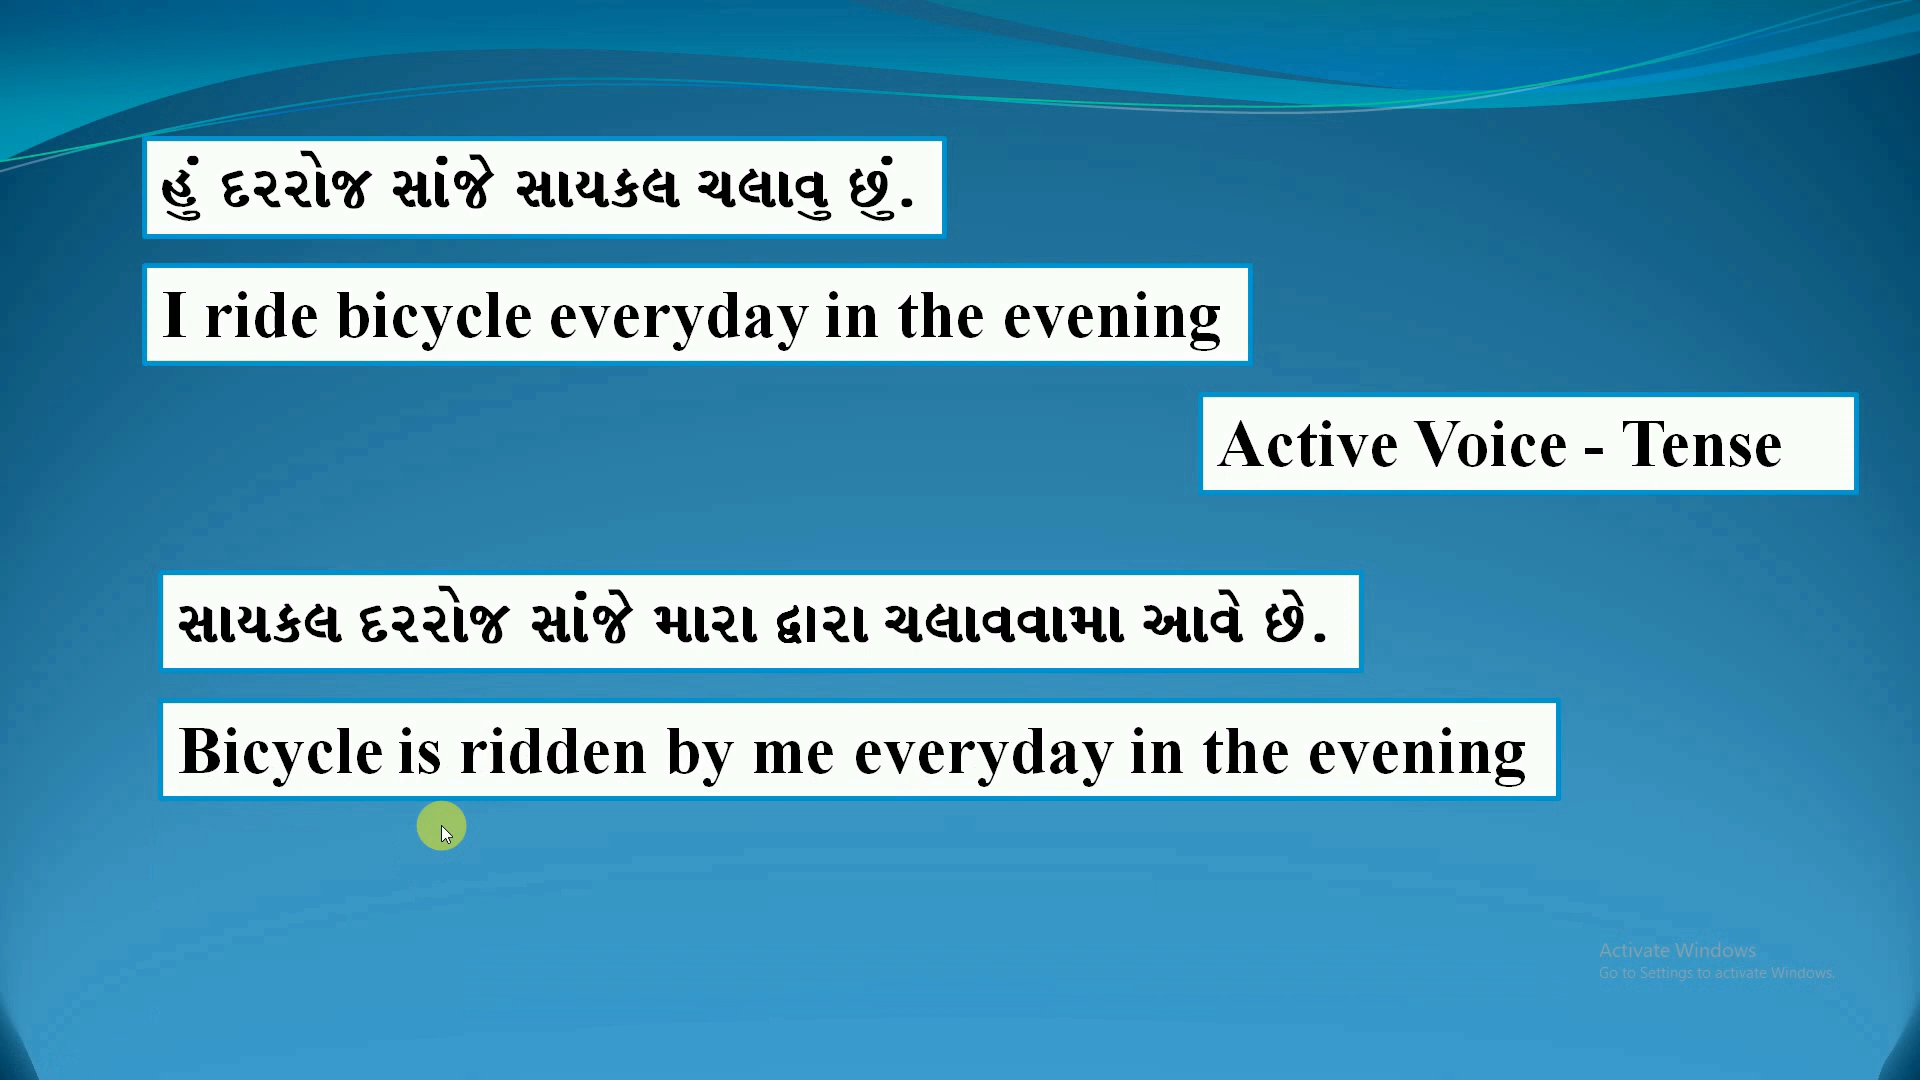 હું દરરોજ સાંજે સાયકલ ચલાવુ છું.
I ride bicycle everyday in the evening
Active Voice - Tense
સાયકલ દરરોજ સાંજે મારા દ્વારા ચલાવવામા આવે છે.
Bicycle is ridden by me everyday in the evening
Activate Windows
Go to Settings to activate Windows.